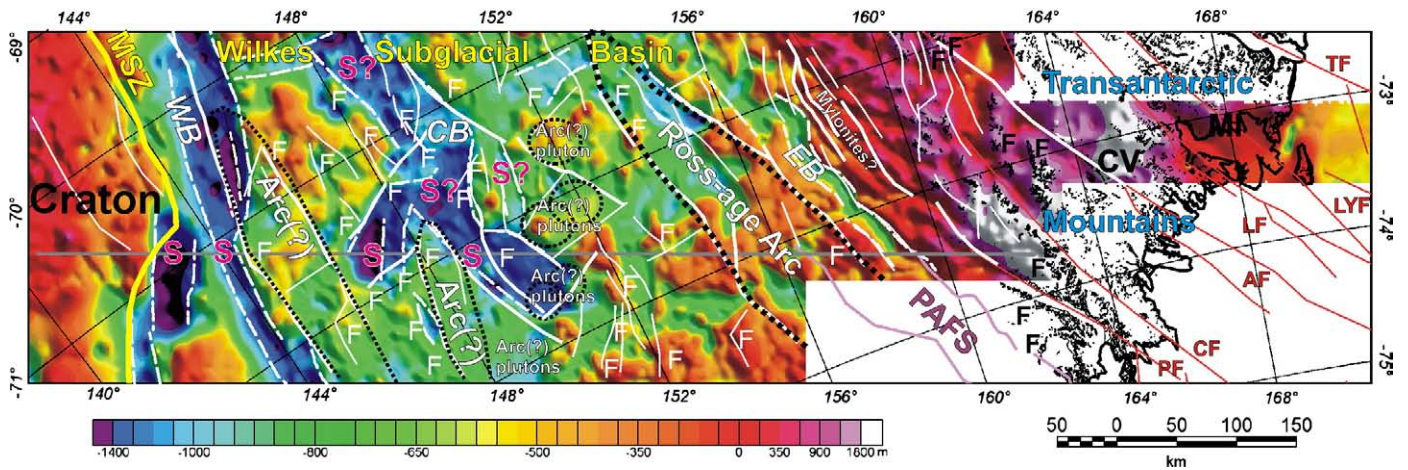 144° 148° 152° 156° 164° 168°
-69°
MSZ
Wilkes Subglacial Basin
S?
F
F
F
TF
Transantarctic
-73°
WB
F
F
CB
Arc(?)
pluton
F
Mylonites?
F
F
MI
CV
Craton
Arc(?)
F
S?
S?
F
F
Ross-age Arc
EB
-70°
Arc(?)
plutons
Mountains
LYF
-74°
LF
S
S
F
S
F
S
F
Arc(?)
plutons
F
F
AF
Arc(?)
PAFS
F
F
F
F
Arc(?)
plutons
F
F
CF
PF
-71°
-75°
140° 144° 148° 152° 156° 160° 164° 168°
-1400 -1000 -800 -650 -500 -350 0 350 900 1600 m
50 0 50 100 150
km